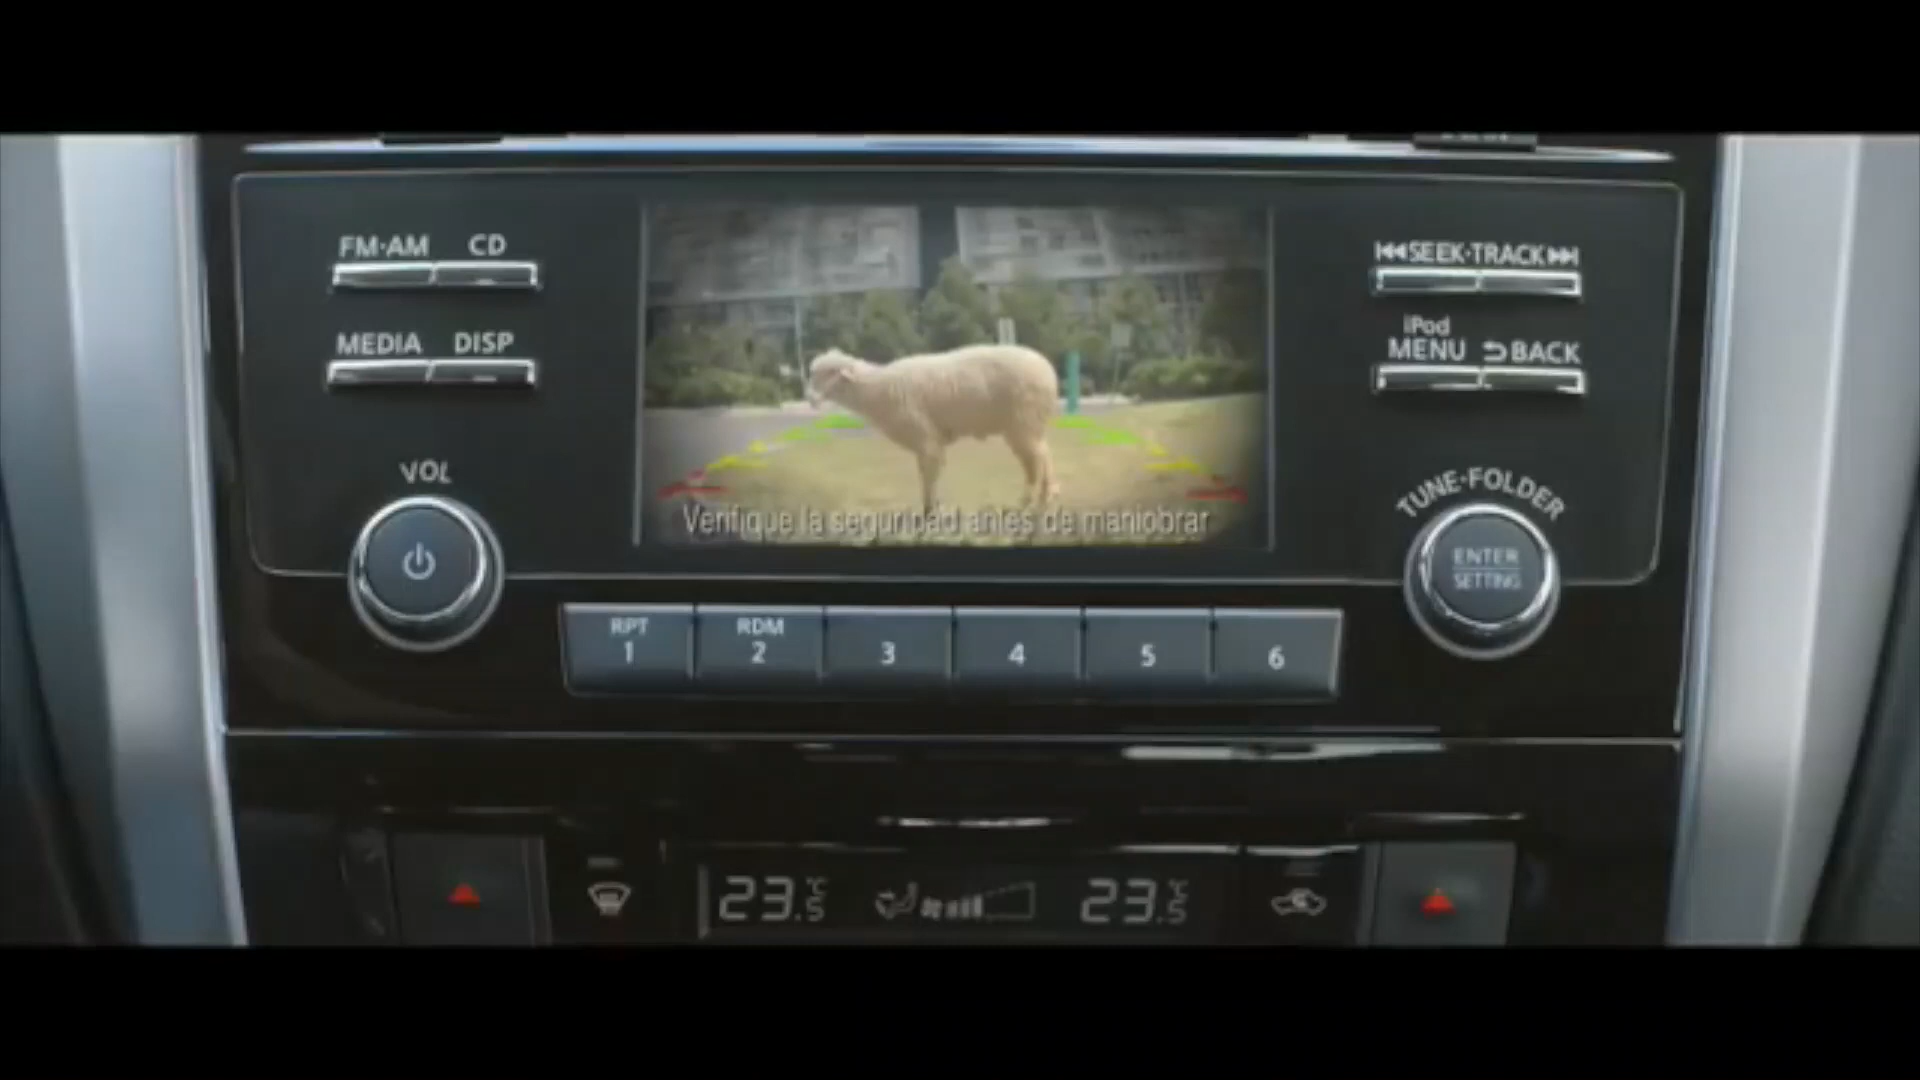 FM·AM CD
SEEK·TRACK
MEDIA DISP
iPod
MENU BACK
VOL
TUNE·FOLDER
ENTER
SETTING
Verifique la seguridad antes de maniobrar
RPT
1
RDM
2
3
4
5
6
23.5°C
23.5°C